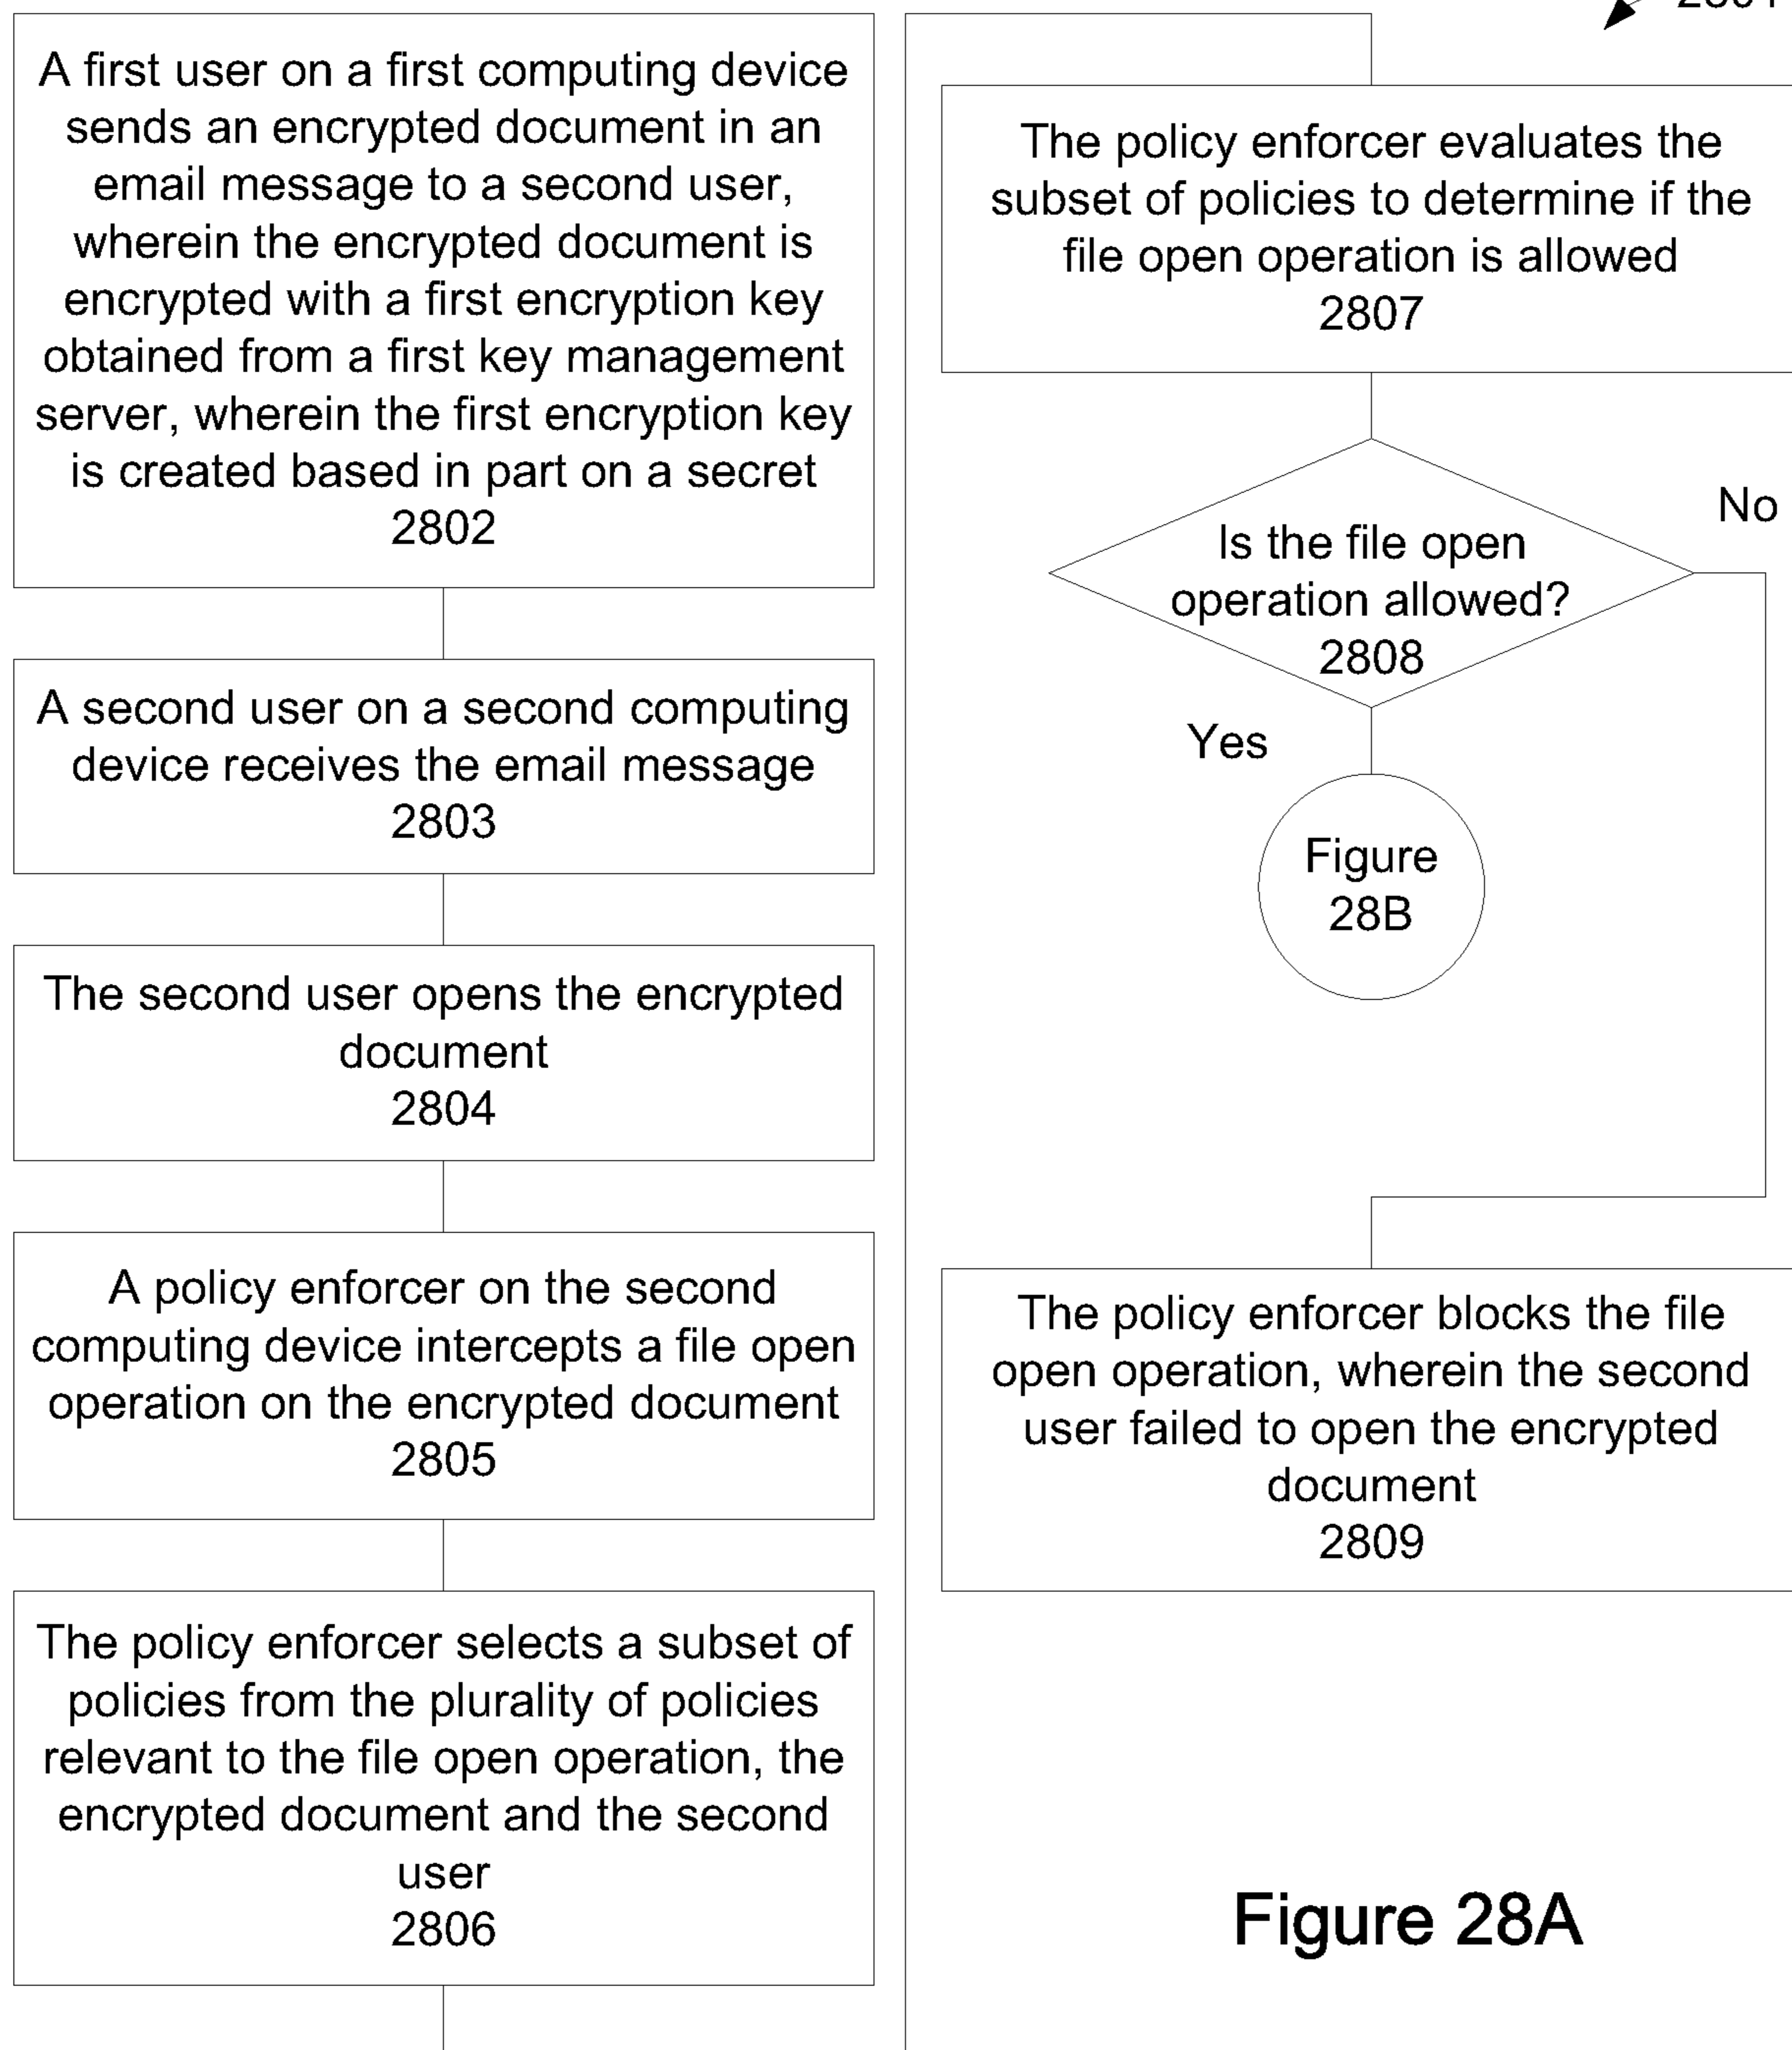 A first user on a first computing device
sends an encrypted document in an
email message to a second user,
wherein the encrypted document is
encrypted with a first encryption key
obtained from a first key management
server, wherein the first encryption key
is created based in part on a secret
2802
A second user on a second computing
device receives the email message
2803
The second user opens the encrypted
document
2804
A policy enforcer on the second
computing device intercepts a file open
operation on the encrypted document
2805
The policy enforcer selects a subset of
policies from the plurality of policies
relevant to the file open operation, the
encrypted document and the second
user
2806
The policy enforcer evaluates the
subset of policies to determine if the
file open operation is allowed
2807
Is the file open
operation allowed?
2808
No
Yes
Figure
28B
The policy enforcer blocks the file
open operation, wherein the second
user failed to open the encrypted
document
2809
Figure 28A